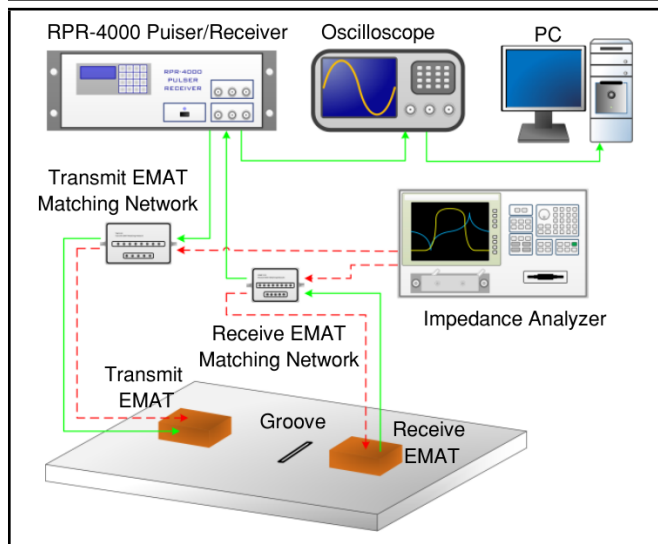 RPR-4000 Puiser/Receiver
Oscilloscope
PC
RPR-4000
PULSER
RECEIVER
Transmit EMAT
Matching Network
Impedance Analyzer
Receive EMAT
Matching Network
Transmit
EMAT
Groove
Receive
EMAT